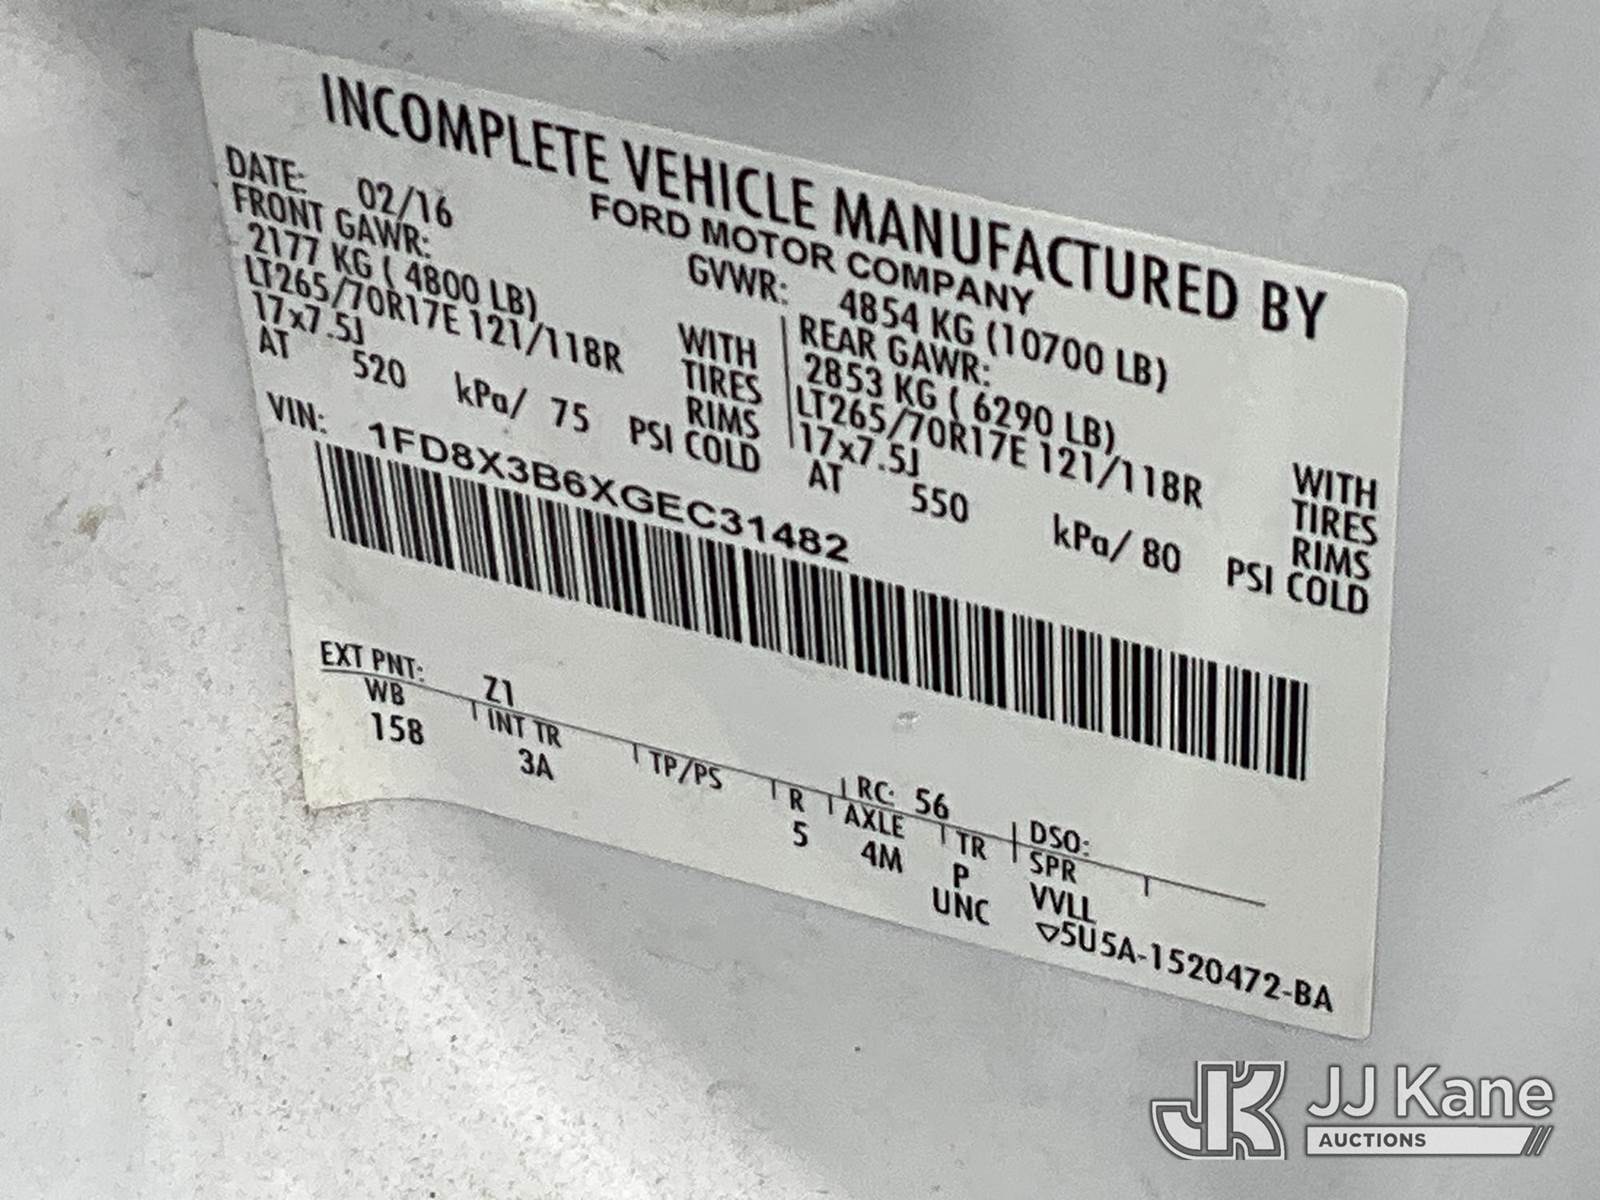 INCOMPLETE VEHICLE MANUFACTURED BY
FORD MOTOR COMPANY
DATE: 02/16
GVWR: 4854 KG (10700 LB)
FRONT GAWR:
2177 KG ( 4800 LB)
LT265/70R17E 121/118R
17x7.5J
AT 520 kPa/ 75
WITH
TIRES
RIMS
PSI COLD
REAR GAWR:
2853 KG ( 6290 LB)
LT265/70R17E 121/118R
17x7.5J
AT 550 kPa/ 80
WITH
TIRES
RIMS
PSI COLD
VIN: 1FD8X3B6XGEC31482
EXT PNT: Z1
RC: 56
DSO:
WB INT TR TP/PS R AXLE TR SPR
158 3A 5 4M P VVLL
UNC ▽5U5A-1520472-BA
JK JJ Kane
AUCTIONS